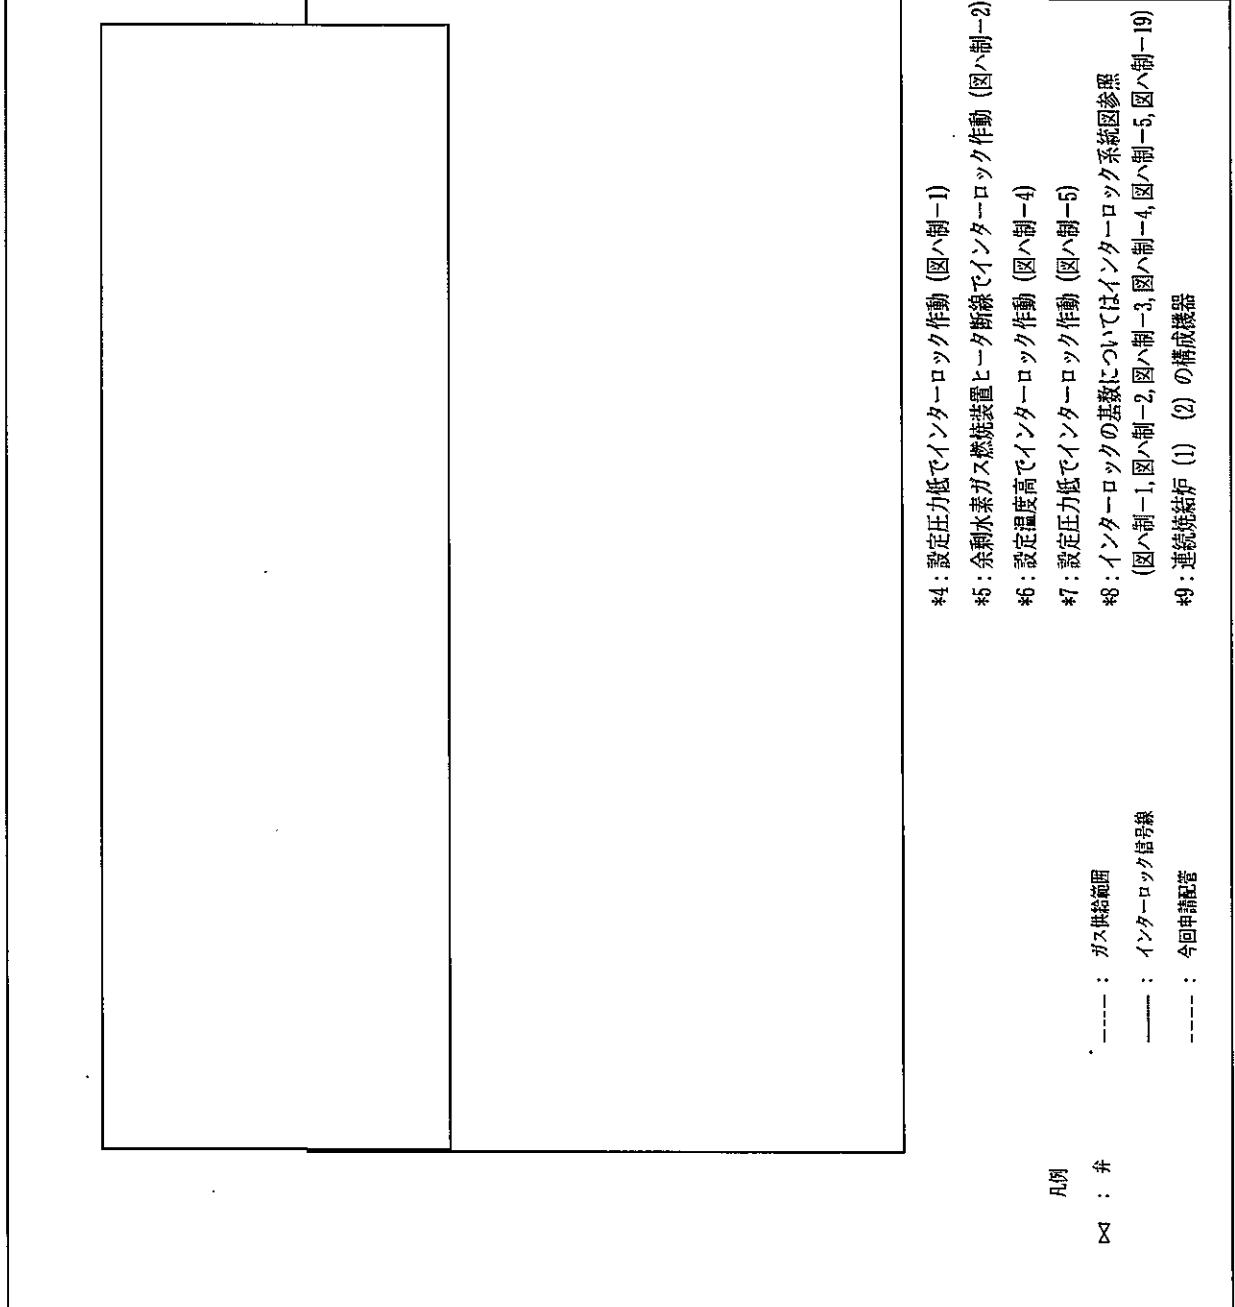 *4:設定圧力低でインターロック作動 (図ハ制-1)
*5:余剰水素ガス燃焼装置ヒータ断線でインターロック作動 (図ハ制-2)
*6:設定温度高でインターロック作動 (図ハ制-4)
*7:設定圧力低でインターロック作動 (図ハ制-5)
*8:インターロックの基数についてはインターロック系統図参照
(図ハ制-1,図ハ制-2,図ハ制-3,図ハ制-4,図ハ制-5,図ハ制-19)
*9:連続焼結炉 (1) (2) の構成機器
凡例
: 弁
: ガス供給範囲
: インターロック信号線
: 今回申請配管